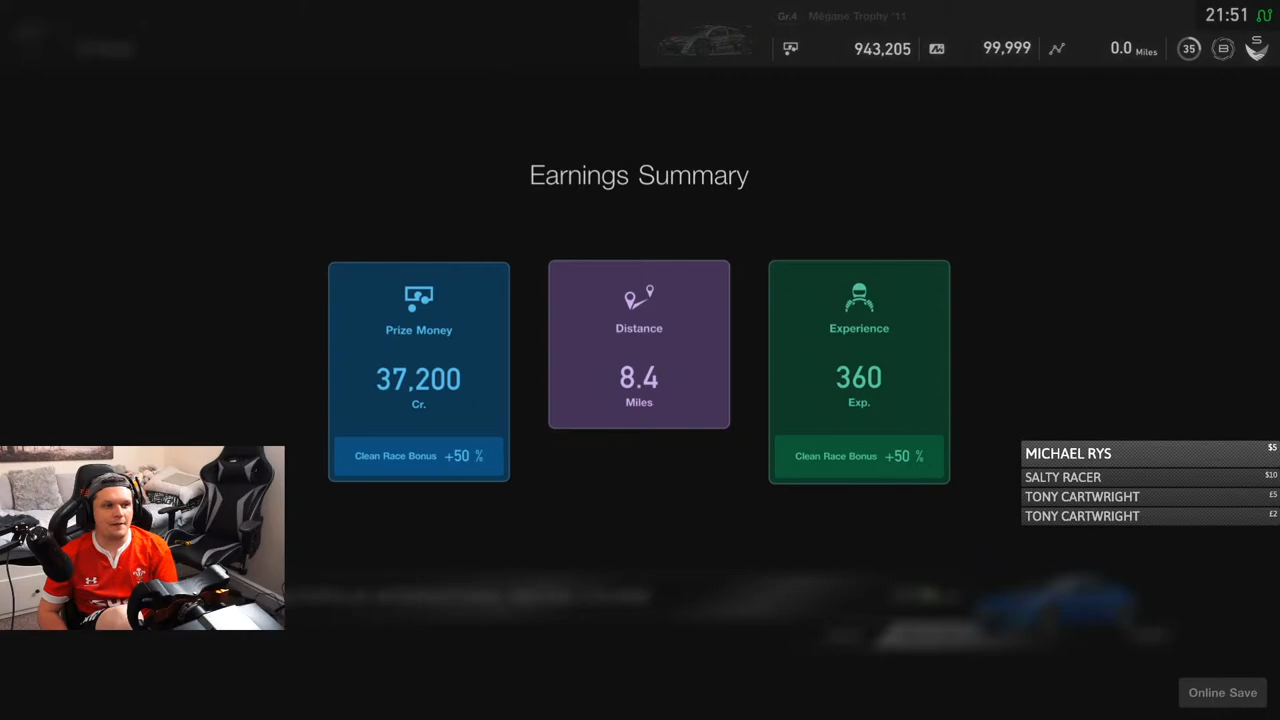 Gr.4 Mégane Trophy '11
21:51
943,205 99,999 0.0 Miles 35 B S
Earnings Summary
Prize Money
37,200
Cr.
Clean Race Bonus +50 %
Distance
8.4
Miles
Experience
360
Exp.
Clean Race Bonus +50 %
MICHAEL RYS $5
SALTY RACER $10
TONY CARTWRIGHT £5
TONY CARTWRIGHT £2
Online Save